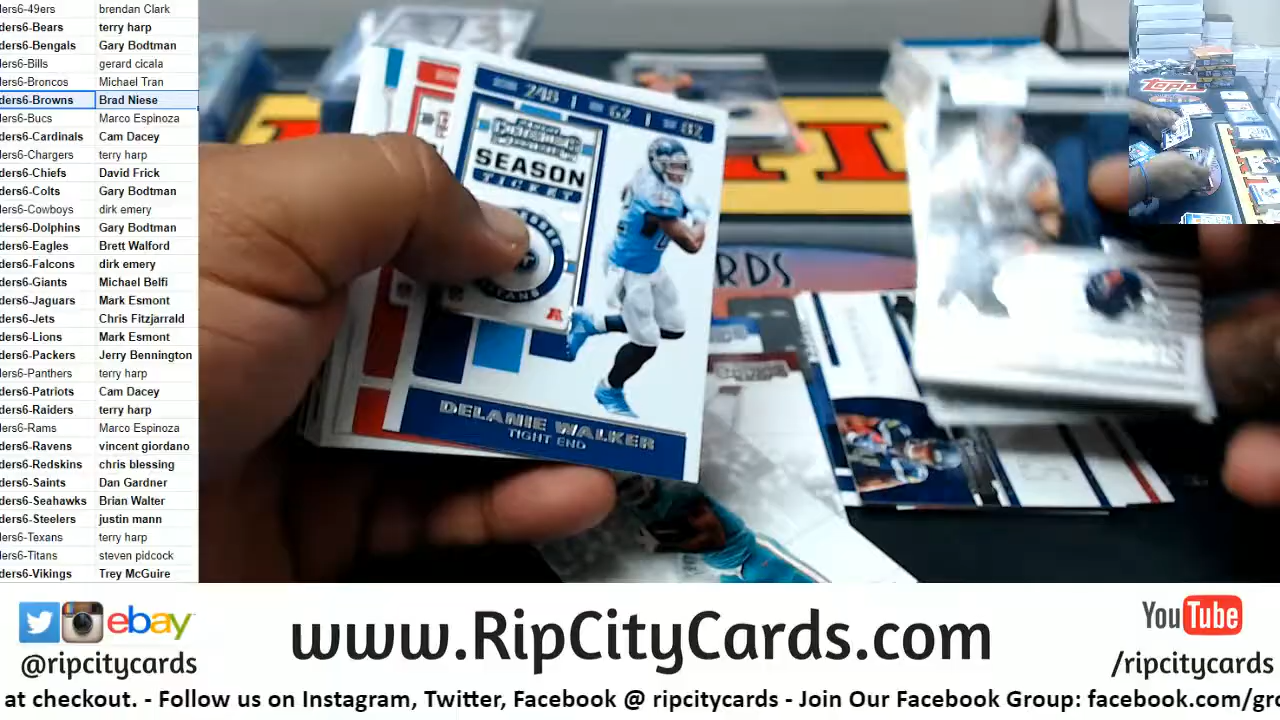 ders6-49ers brendan Clark
ders6-Bears terry harp
ders6-Bengals Gary Bodtman
ders6-Bills gerard cicala
ders6-Broncos Michael Tran
ders6-Browns Brad Niese
ders6-Bucs Marco Espinoza
ders6-Cardinals Cam Dacey
ders6-Chargers terry harp
ders6-Chiefs David Frick
ders6-Colts Gary Bodtman
ders6-Cowboys dirk emery
ders6-Dolphins Gary Bodtman
ders6-Eagles Brett Walford
ders6-Falcons dirk emery
ders6-Giants Michael Belfi
ders6-Jaguars Mark Esmont
ders6-Jets Chris Fitzjarrald
ders6-Lions Mark Esmont
ders6-Packers Jerry Bennington
ders6-Panthers terry harp
ders6-Patriots Cam Dacey
ders6-Raiders terry harp
ders6-Rams Marco Espinoza
ders6-Ravens vincent giordano
ders6-Redskins chris blessing
ders6-Saints Dan Gardner
ders6-Seahawks Brian Walter
ders6-Steelers justin mann
ders6-Texans terry harp
ders6-Titans steven pidcock
ders6-Vikings Trey McGuire
248 62 82
SEASON
TICKET
TITANS
DELANIE WALKER
TIGHT END
RDS
TOPP
ebay
@ripcitycards
www.RipCityCards.com
YouTube
/ripcitycards
at checkout. - Follow us on Instagram, Twitter, Facebook @ ripcitycards - Join Our Facebook Group: facebook.com/gro